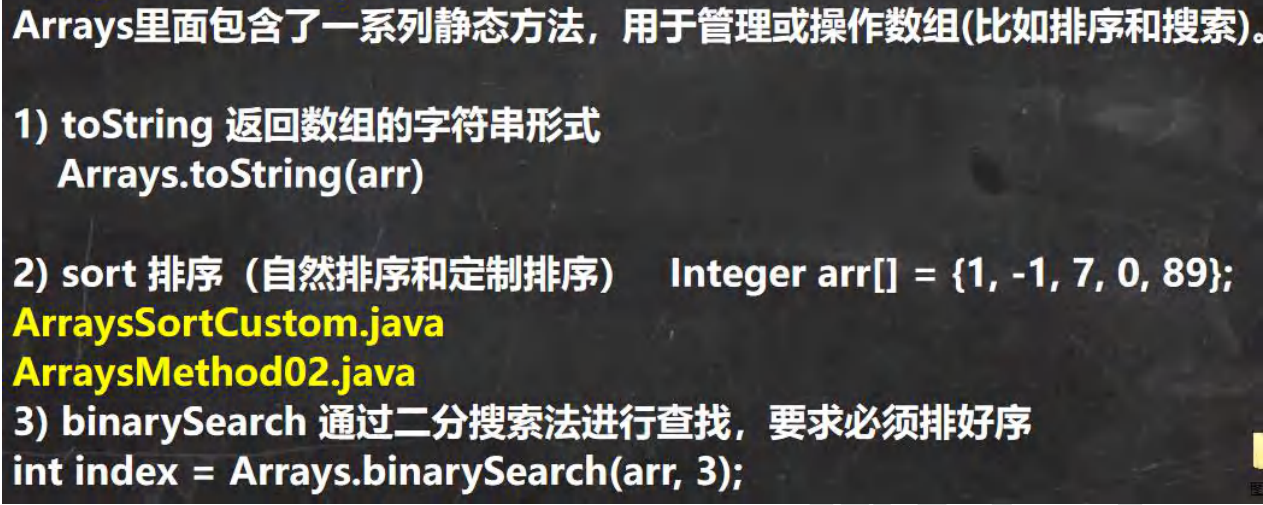 Arrays里面包含了一系列静态方法，用于管理或操作数组(比如排序和搜索)。
1) toString 返回数组的字符串形式
Arrays.toString(arr)
2) sort 排序（自然排序和定制排序） Integer arr[] = {1, -1, 7, 0, 89};
ArraysSortCustom.java
ArraysMethod02.java
3) binarySearch 通过二分搜索法进行查找，要求必须排好序
int index = Arrays.binarySearch(arr, 3);